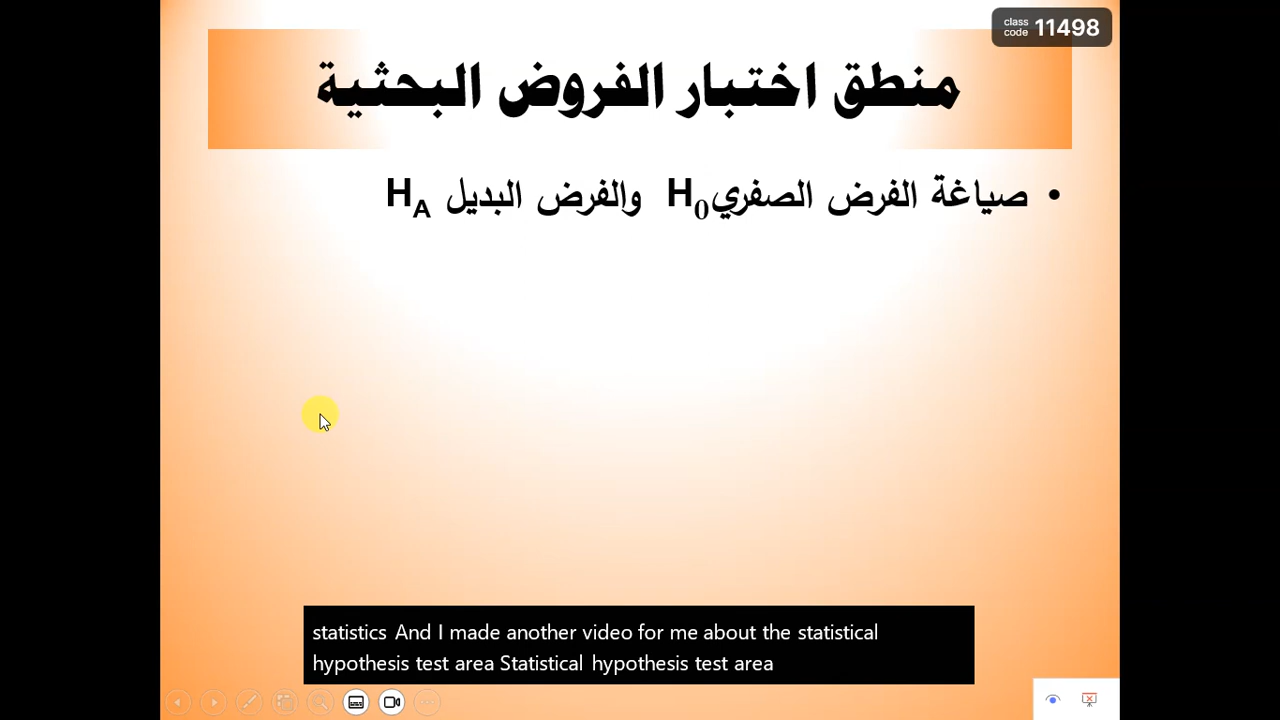 class code 11498
منطق اختبار الفروض البحثية
• صياغة الفرض الصفري H0 والفرض البديل HA
statistics And I made another video for me about the statistical
hypothesis test area Statistical hypothesis test area